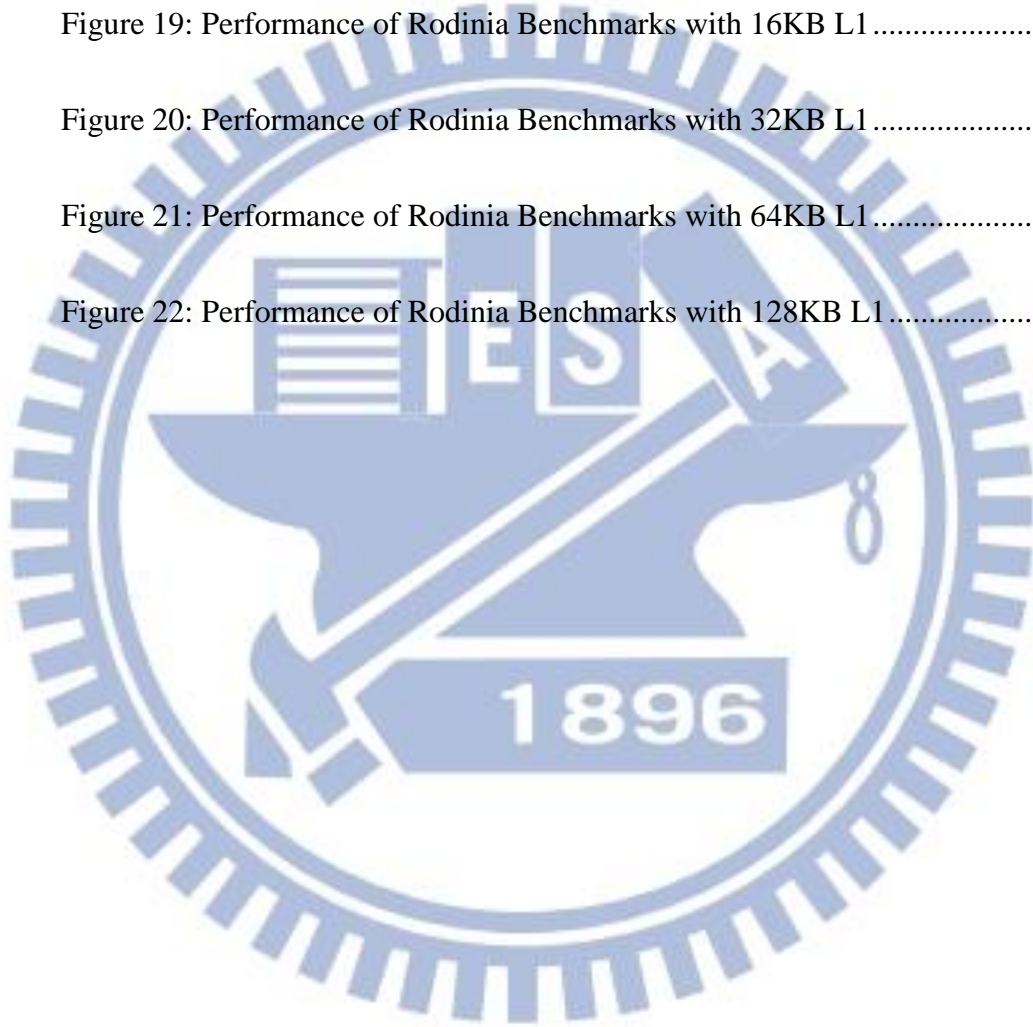 Figure 19: Performance of Rodinia Benchmarks with 16KB L1....................
Figure 20: Performance of Rodinia Benchmarks with 32KB L1....................
Figure 21: Performance of Rodinia Benchmarks with 64KB L1....................
Figure 22: Performance of Rodinia Benchmarks with 128KB L1..................
E S A
1896